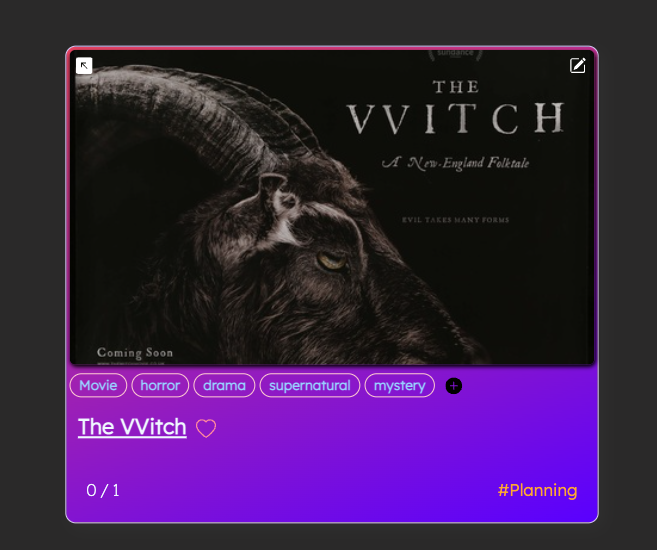 sundance
THE
VVITCH
A New-England Folktale
EVIL TAKES MANY FORMS
Coming Soon
Movie horror drama supernatural mystery
The VVitch
0 / 1
#Planning